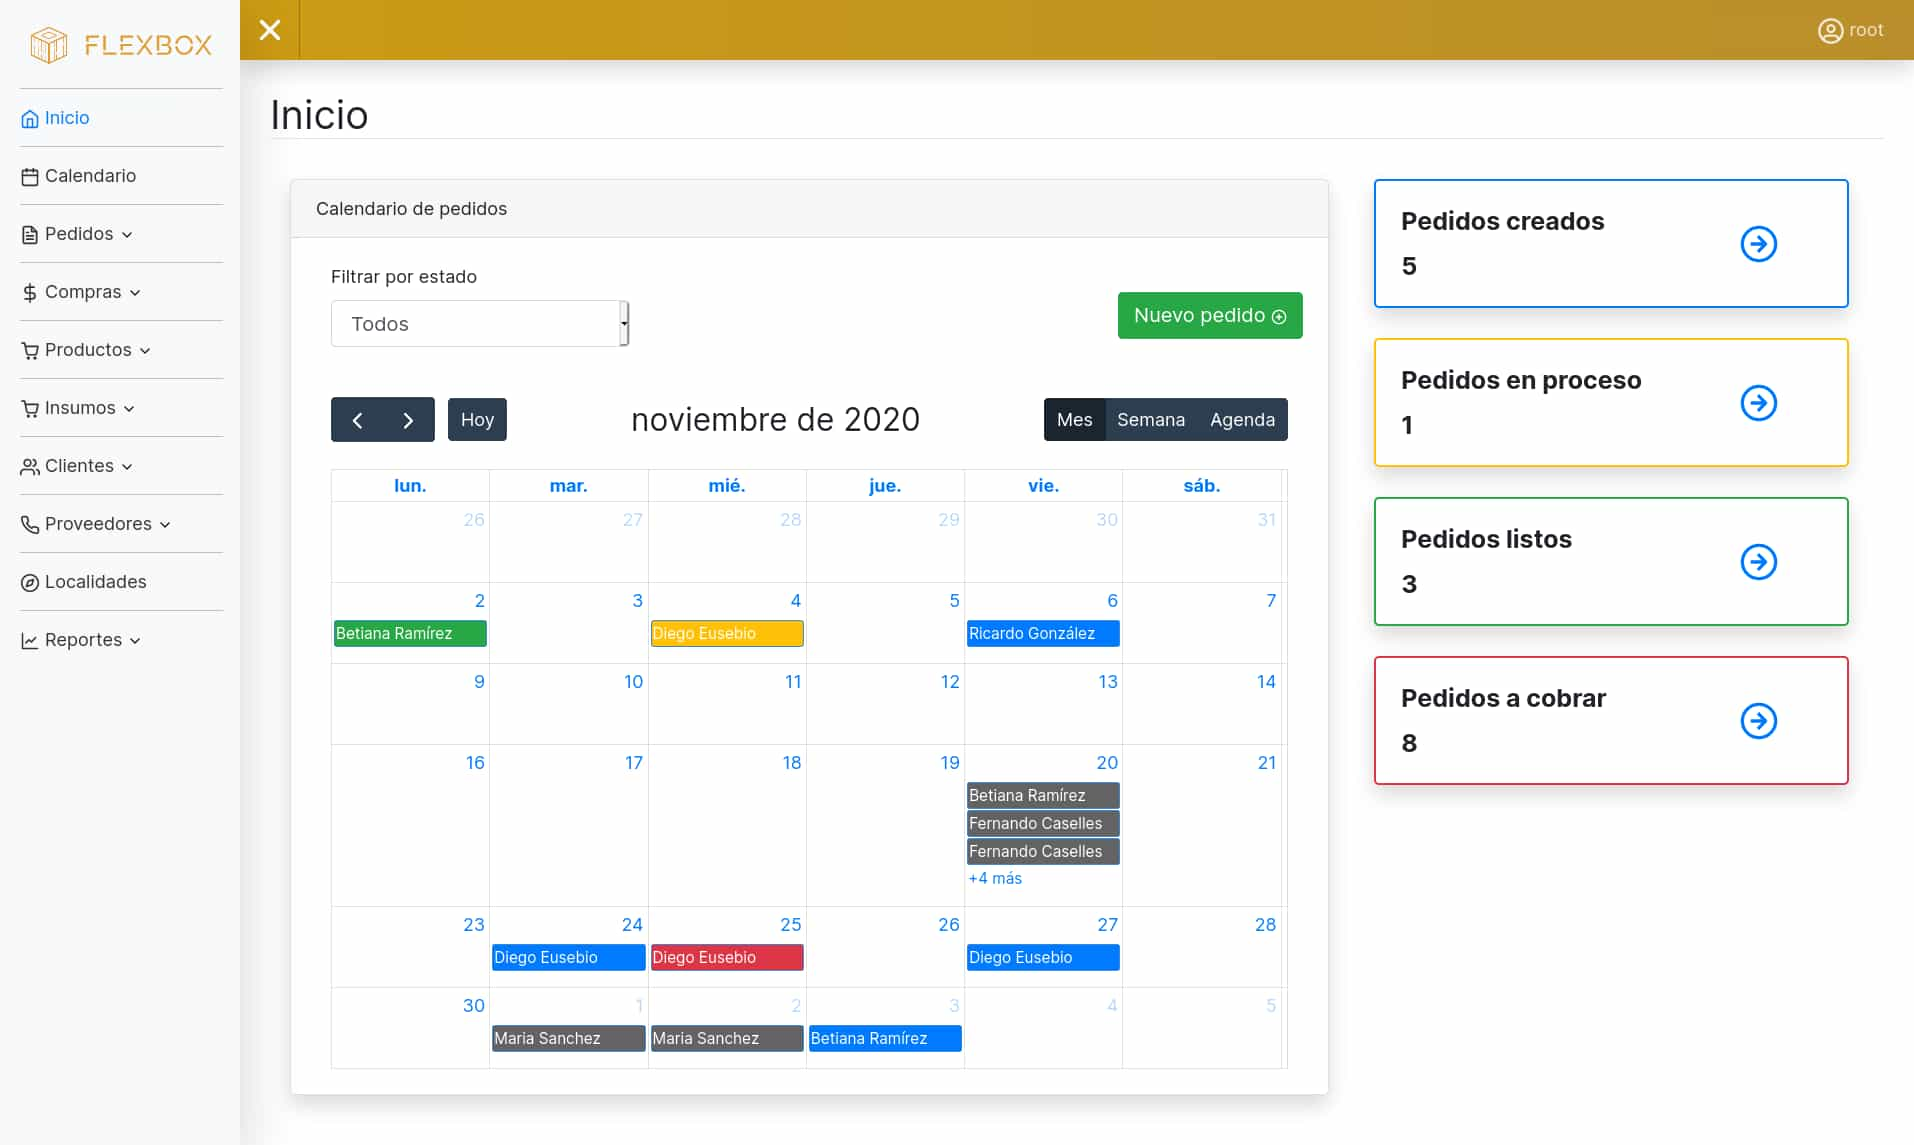 FLEXBOX
root
Inicio
Calendario
Pedidos
Compras
Productos
Insumos
Clientes
Proveedores
Localidades
Reportes
Inicio
Calendario de pedidos
Filtrar por estado
Todos
Nuevo pedido
Hoy
noviembre de 2020
Mes Semana Agenda
lun. mar. mié. jue. vie. sáb.
26 27 28 29 30 31
2 3 4 5 6 7
Betiana Ramírez Diego Eusebio Ricardo González
9 10 11 12 13 14
16 17 18 19 20 21
Betiana Ramírez
Fernando Caselles
Fernando Caselles
+4 más
23 24 25 26 27 28
Diego Eusebio Diego Eusebio Diego Eusebio
30 1 2 3 4 5
Maria Sanchez Maria Sanchez Betiana Ramírez
Pedidos creados
5
Pedidos en proceso
1
Pedidos listos
3
Pedidos a cobrar
8